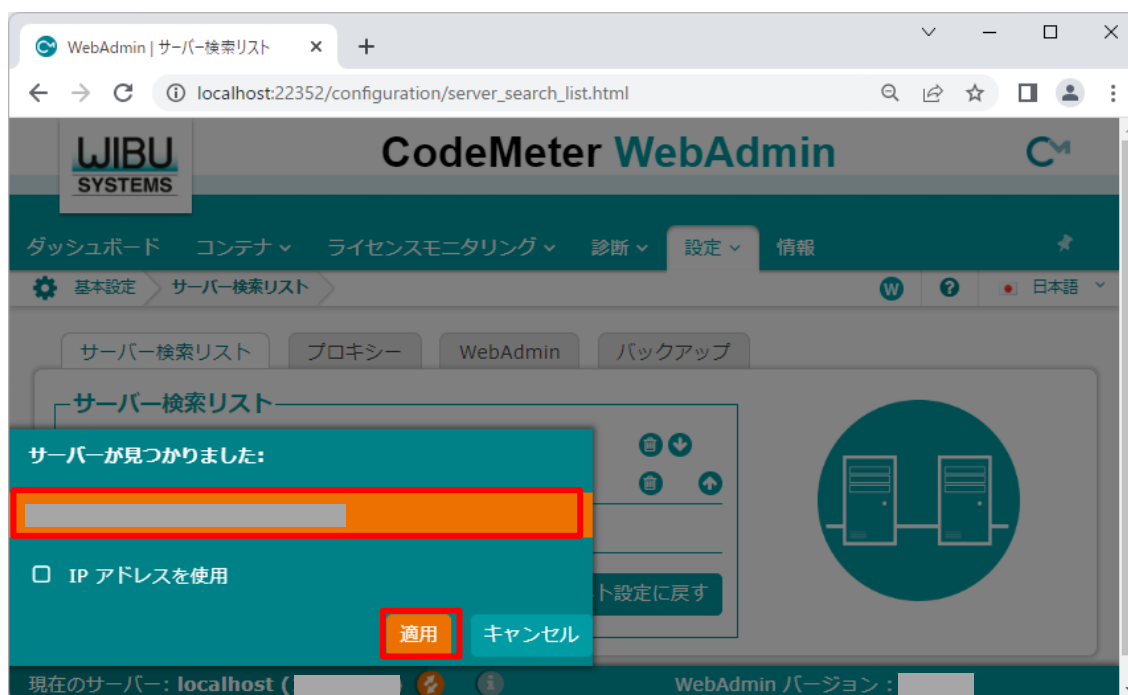 WebAdmin | サーバー検索リスト
localhost:22352/configuration/server_search_list.html
WIBU
SYSTEMS
CodeMeter WebAdmin
ダッシュボード コンテナ ライセンスモニタリング 診断 設定 情報
基本設定 サーバー検索リスト W ? 日本語
サーバー検索リスト プロキシー WebAdmin バックアップ
サーバー検索リスト
サーバーが見つかりました:
IP アドレスを使用
ト設定に戻す
適用 キャンセル
現在のサーバー: localhost ( i WebAdmin バージョン :